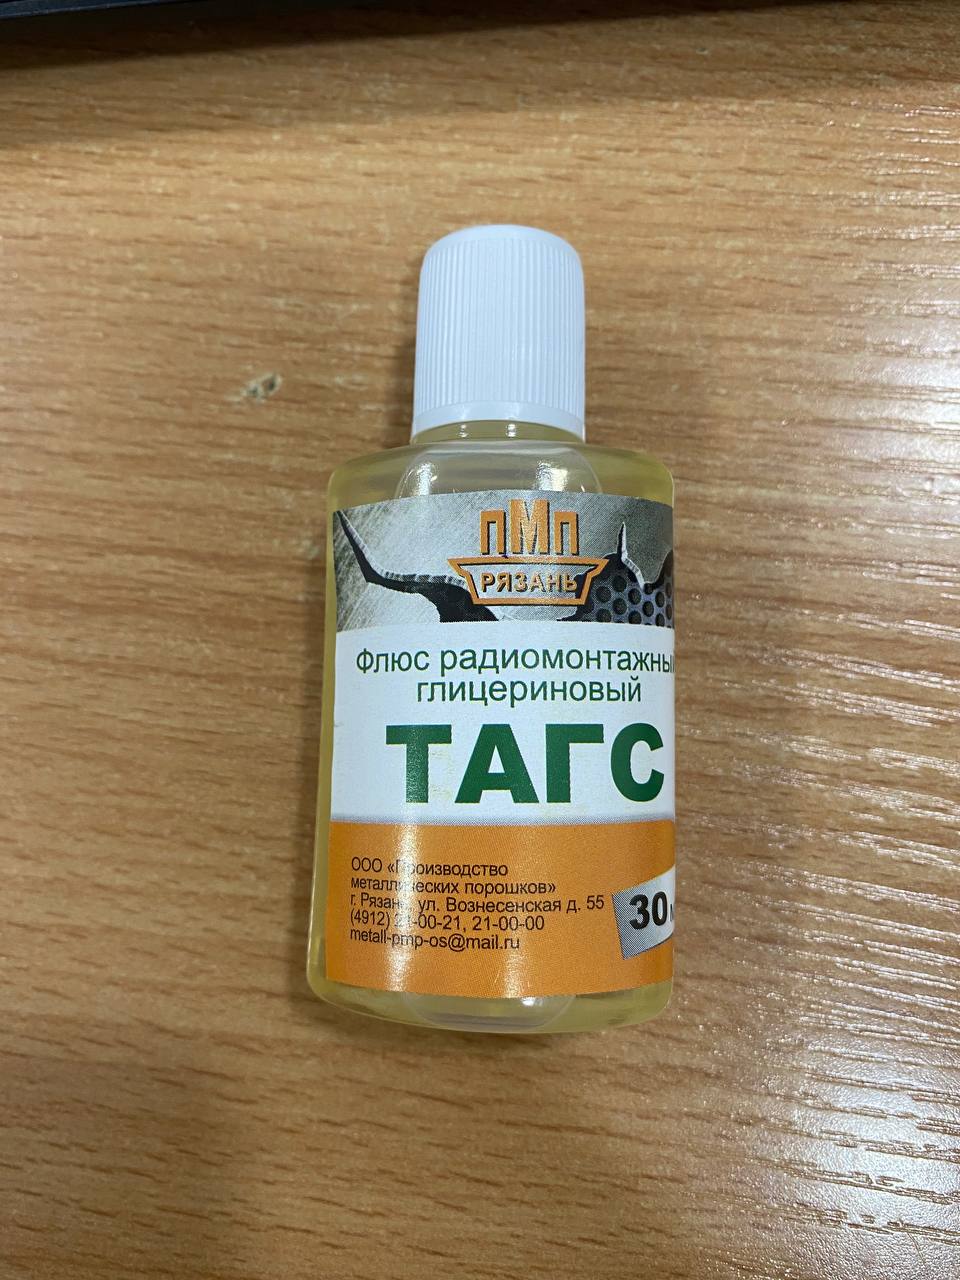 ПМП
РЯЗАНЬ
Флюс радиомонтажны
глицериновый
ТАГС
ООО «Производство
металлических порошков»
г. Рязань, ул. Вознесенская д. 55
(4912) 21-00-21, 21-00-00
metall-pmp-os@mail.ru
30